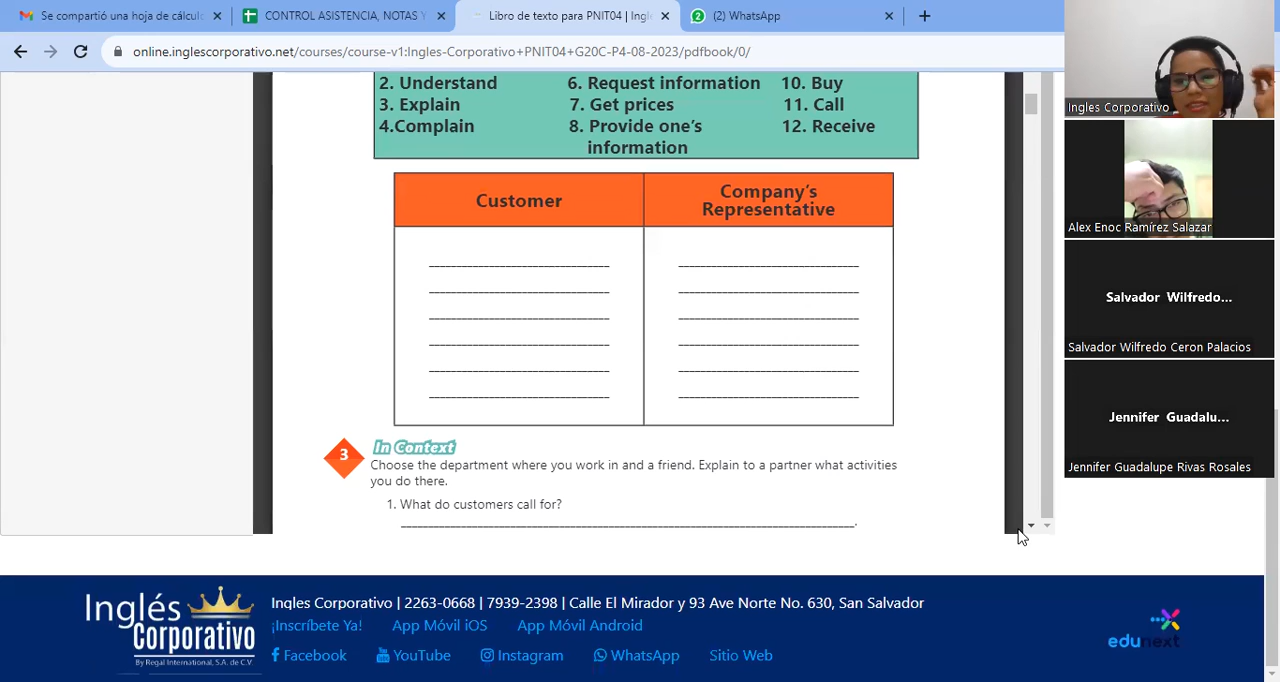 Se compartió una hoja de cálcul
CONTROL ASISTENCIA, NOTAS Y
Libro de texto para PNIT04 | Ingl
(2) WhatsApp
online.inglescorporativo.net/courses/course-v1:Ingles-Corporativo+PNIT04+G20C-P4-08-2023/pdfbook/0/
2. Understand 6. Request information 10. Buy
3. Explain 7. Get prices 11. Call
4.Complain 8. Provide one's 12. Receive
information
Customer
Company's
Representative
3
In Context
Choose the department where you work in and a friend. Explain to a partner what activities
you do there.
1. What do customers call for?
Inglés
Corporativo
By Regal International, S.A. de C.V.
Ingles Corporativo | 2263-0668 | 7939-2398 | Calle El Mirador y 93 Ave Norte No. 630, San Salvador
¡Inscríbete Ya! App Móvil iOS App Móvil Android
Facebook YouTube Instagram WhatsApp Sitio Web
edunext
Ingles Corporativo
Alex Enoc Ramírez Salazar
Salvador Wilfredo...
Salvador Wilfredo Ceron Palacios
Jennifer Guadalu...
Jennifer Guadalupe Rivas Rosales